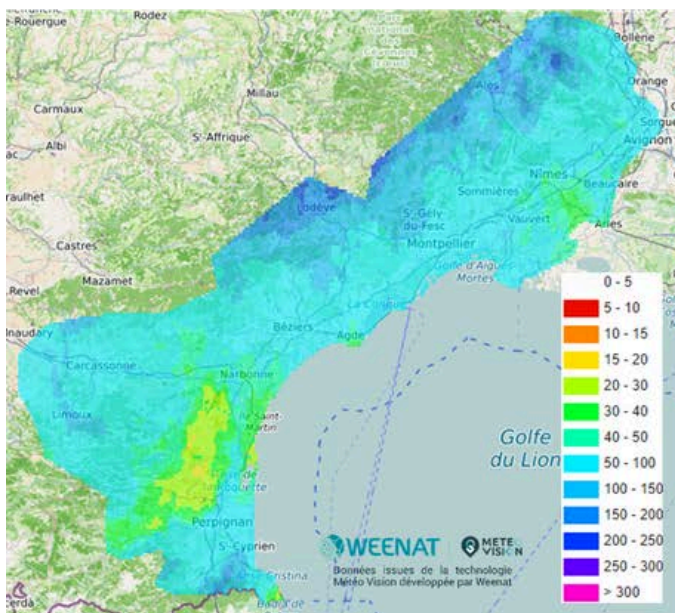 Rodez
Bollène
Millau
Alès
Orange
Carmaux
Albi
St-Affrique
Avignon
Nîmes
Beaucaire
Sommières
Lodève
St-Gély
du-Fesc
Vauvert
Arles
Castres
Montpellier
Golfe d'Aigues-
Mortes
Mazamet
Revel
Béziers
Agde
Carcassonne
Narbonne
Limoux
Île Saint-
Martin
Golfe
du Lion
Perpignan
St-Cyprien
0 - 5
5 - 10
10 - 15
15 - 20
20 - 30
30 - 40
40 - 50
50 - 100
100 - 150
150 - 200
200 - 250
250 - 300
> 300
WEENAT
METEO
VISION
Données issues de la technologie
Météo Vision développée par Weenat